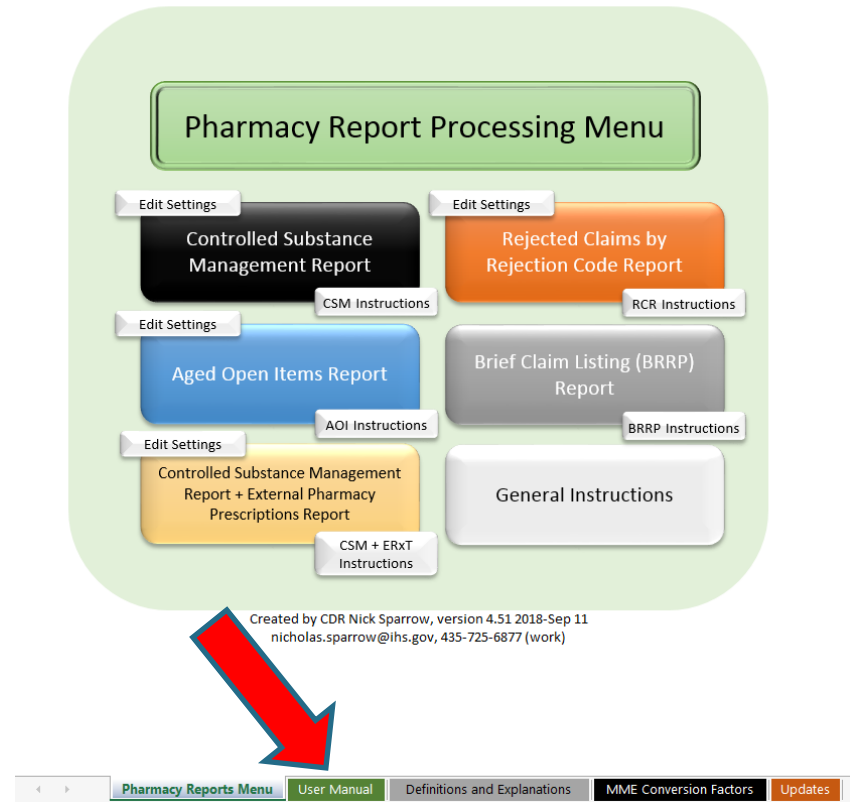 Pharmacy Report Processing Menu
Edit Settings
Controlled Substance
Management Report
CSM Instructions
Edit Settings
Rejected Claims by
Rejection Code Report
RCR Instructions
Edit Settings
Aged Open Items Report
AOI Instructions
Brief Claim Listing (BRRP)
Report
BRRP Instructions
Edit Settings
Controlled Substance Management
Report + External Pharmacy
Prescriptions Report
CSM + ERxT
Instructions
General Instructions
Created by CDR Nick Sparrow, version 4.51 2018-Sep 11
nicholas.sparrow@ihs.gov, 435-725-6877 (work)
Pharmacy Reports Menu User Manual Definitions and Explanations MME Conversion Factors Updates